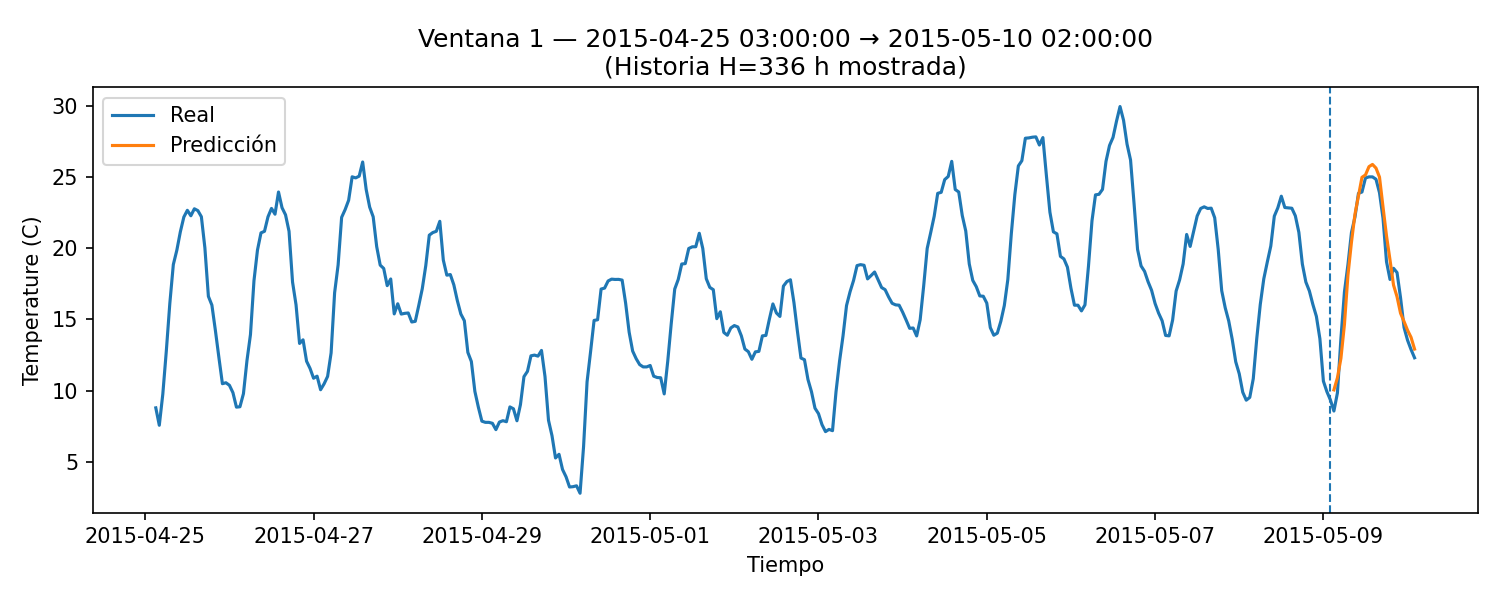 Ventana 1 — 2015-04-25 03:00:00 → 2015-05-10 02:00:00
(Historia H=336 h mostrada)
Real
Predicción
Temperature (C)
30
25
20
15
10
5
2015-04-25 2015-04-27 2015-04-29 2015-05-01 2015-05-03 2015-05-05 2015-05-07 2015-05-09
Tiempo